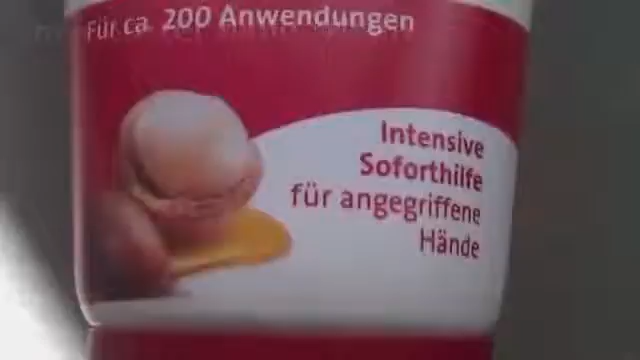 Für ca. 200 Anwendungen
Intensive
Soforthilfe
für angegriffene
Hände